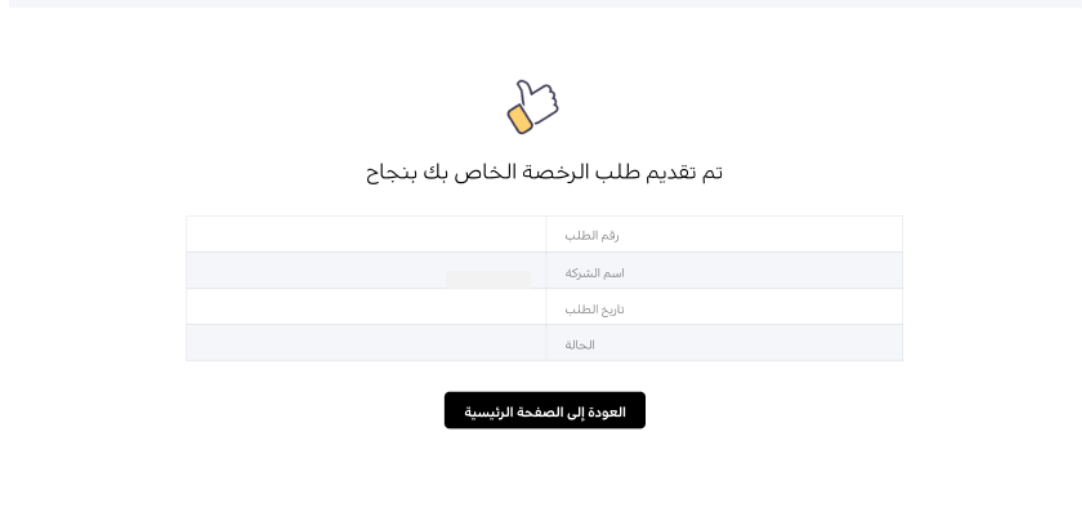 تم تقديم طلب الرخصة الخاص بك بنجاح
رقم الطلب
اسم الشركة
تاريخ الطلب
الحالة
العودة إلى الصفحة الرئيسية